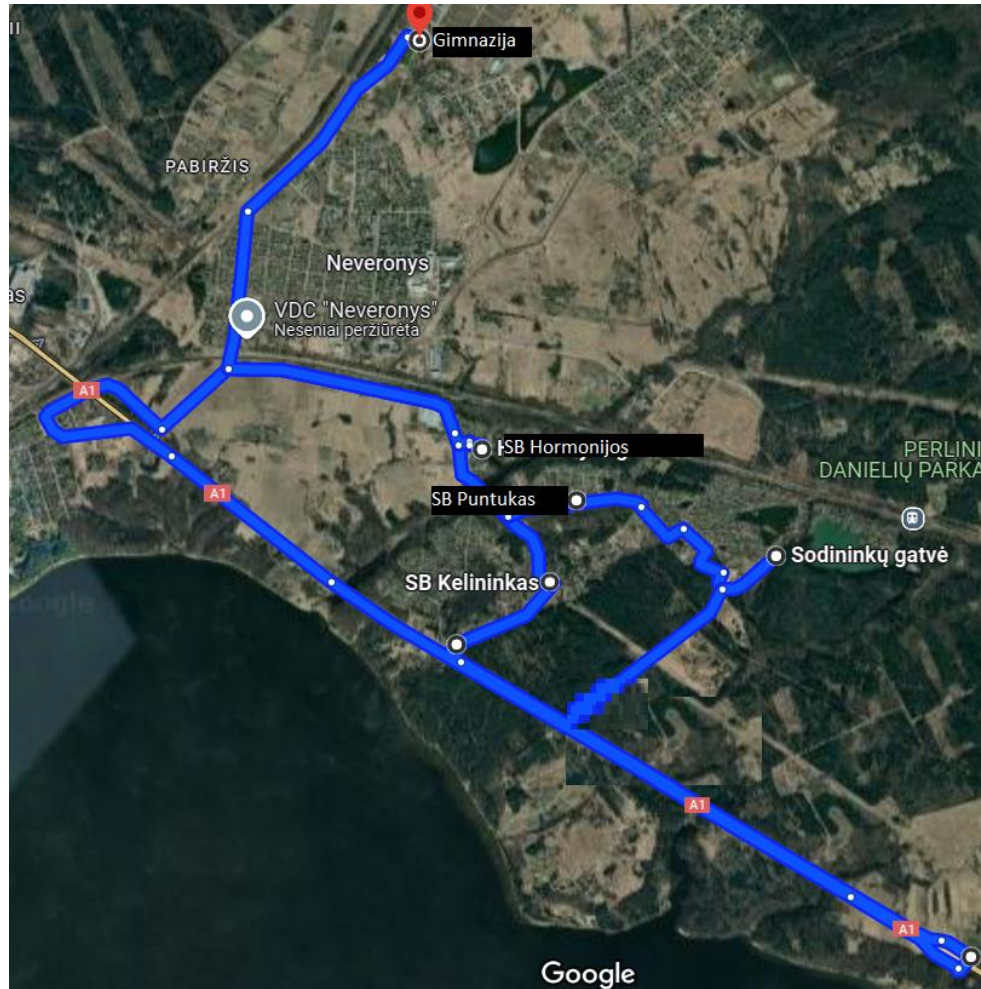 Gimnazija
PABIRŽIS
Neveronys
as
VDC "Neveronys"
Neseniai peržiūrėta
A1
SB Hormonijos
PERLINI
DANIELIŲ PARKA
A1
SB Puntukas
Sodininkų gatvė
SB Kelininkas
A1
A1
Google